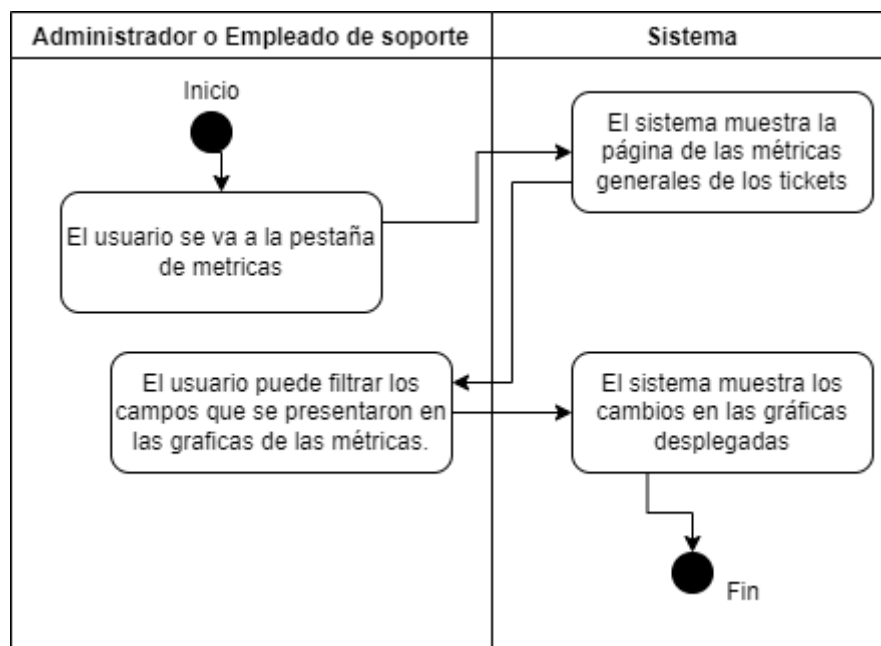 Administrador o Empleado de soporte
Sistema
Inicio
El usuario se va a la pestaña
de metricas
El sistema muestra la
página de las métricas
generales de los tickets
El usuario puede filtrar los
campos que se presentaron en
las graficas de las métricas.
El sistema muestra los
cambios en las gráficas
desplegadas
Fin